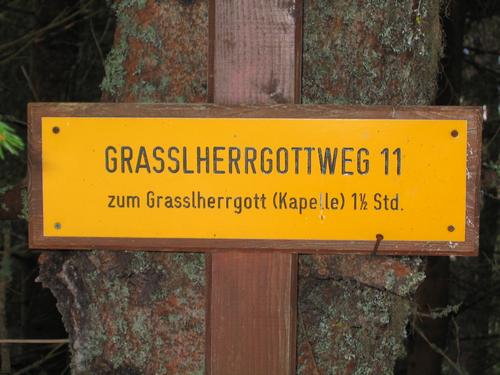 GRASSLHERRGOTTWEG 11
zum Grasslherrgott (Kapelle) 1½ Std.